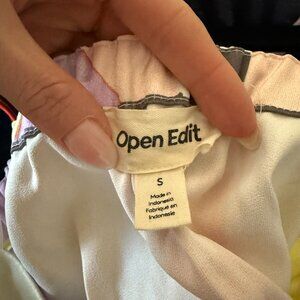 Open Edit
S
Made in
Indonesia
Fabriqué en
Indonésie